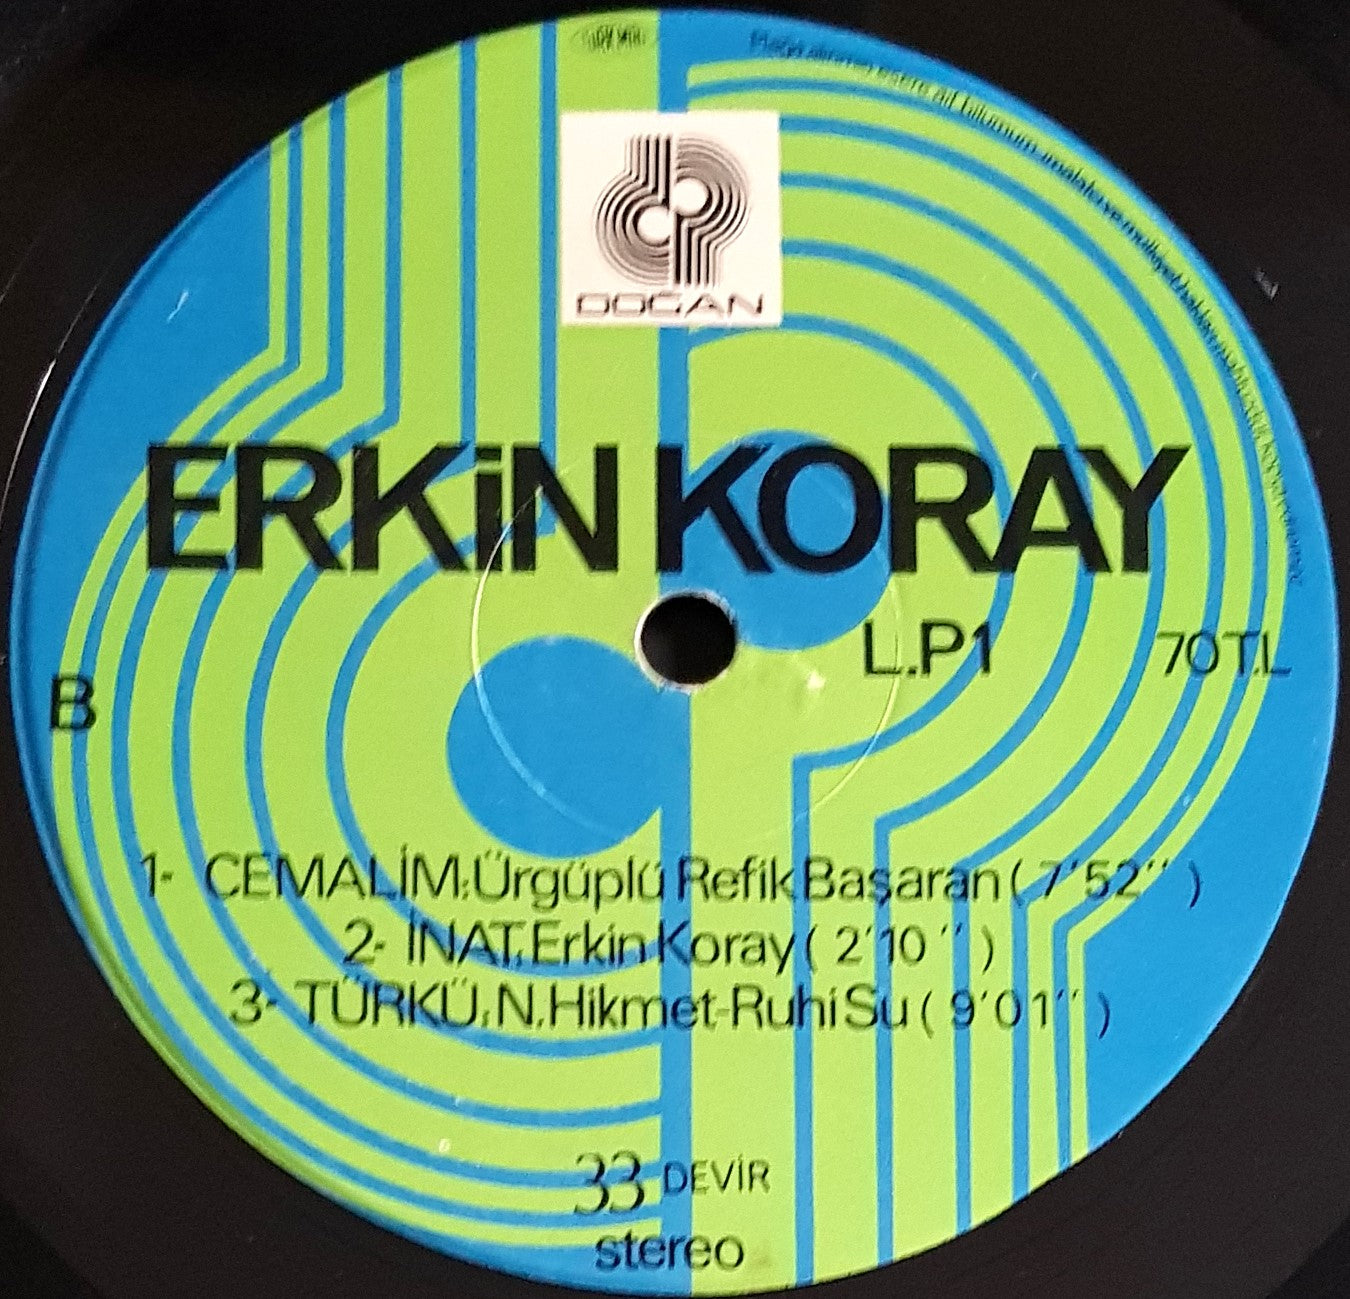 DOĞAN
ERKİN KORAY
L.P1
70T.L
B
1- CEMALİM:Ürgüplü Refik Başaran ( 7'52'' )
2- İNAT:Erkin Koray ( 2'10 '' )
3- TÜRKÜ:N.Hikmet-Ruhi Su ( 9'01'' )
33 DEVİR
stereo